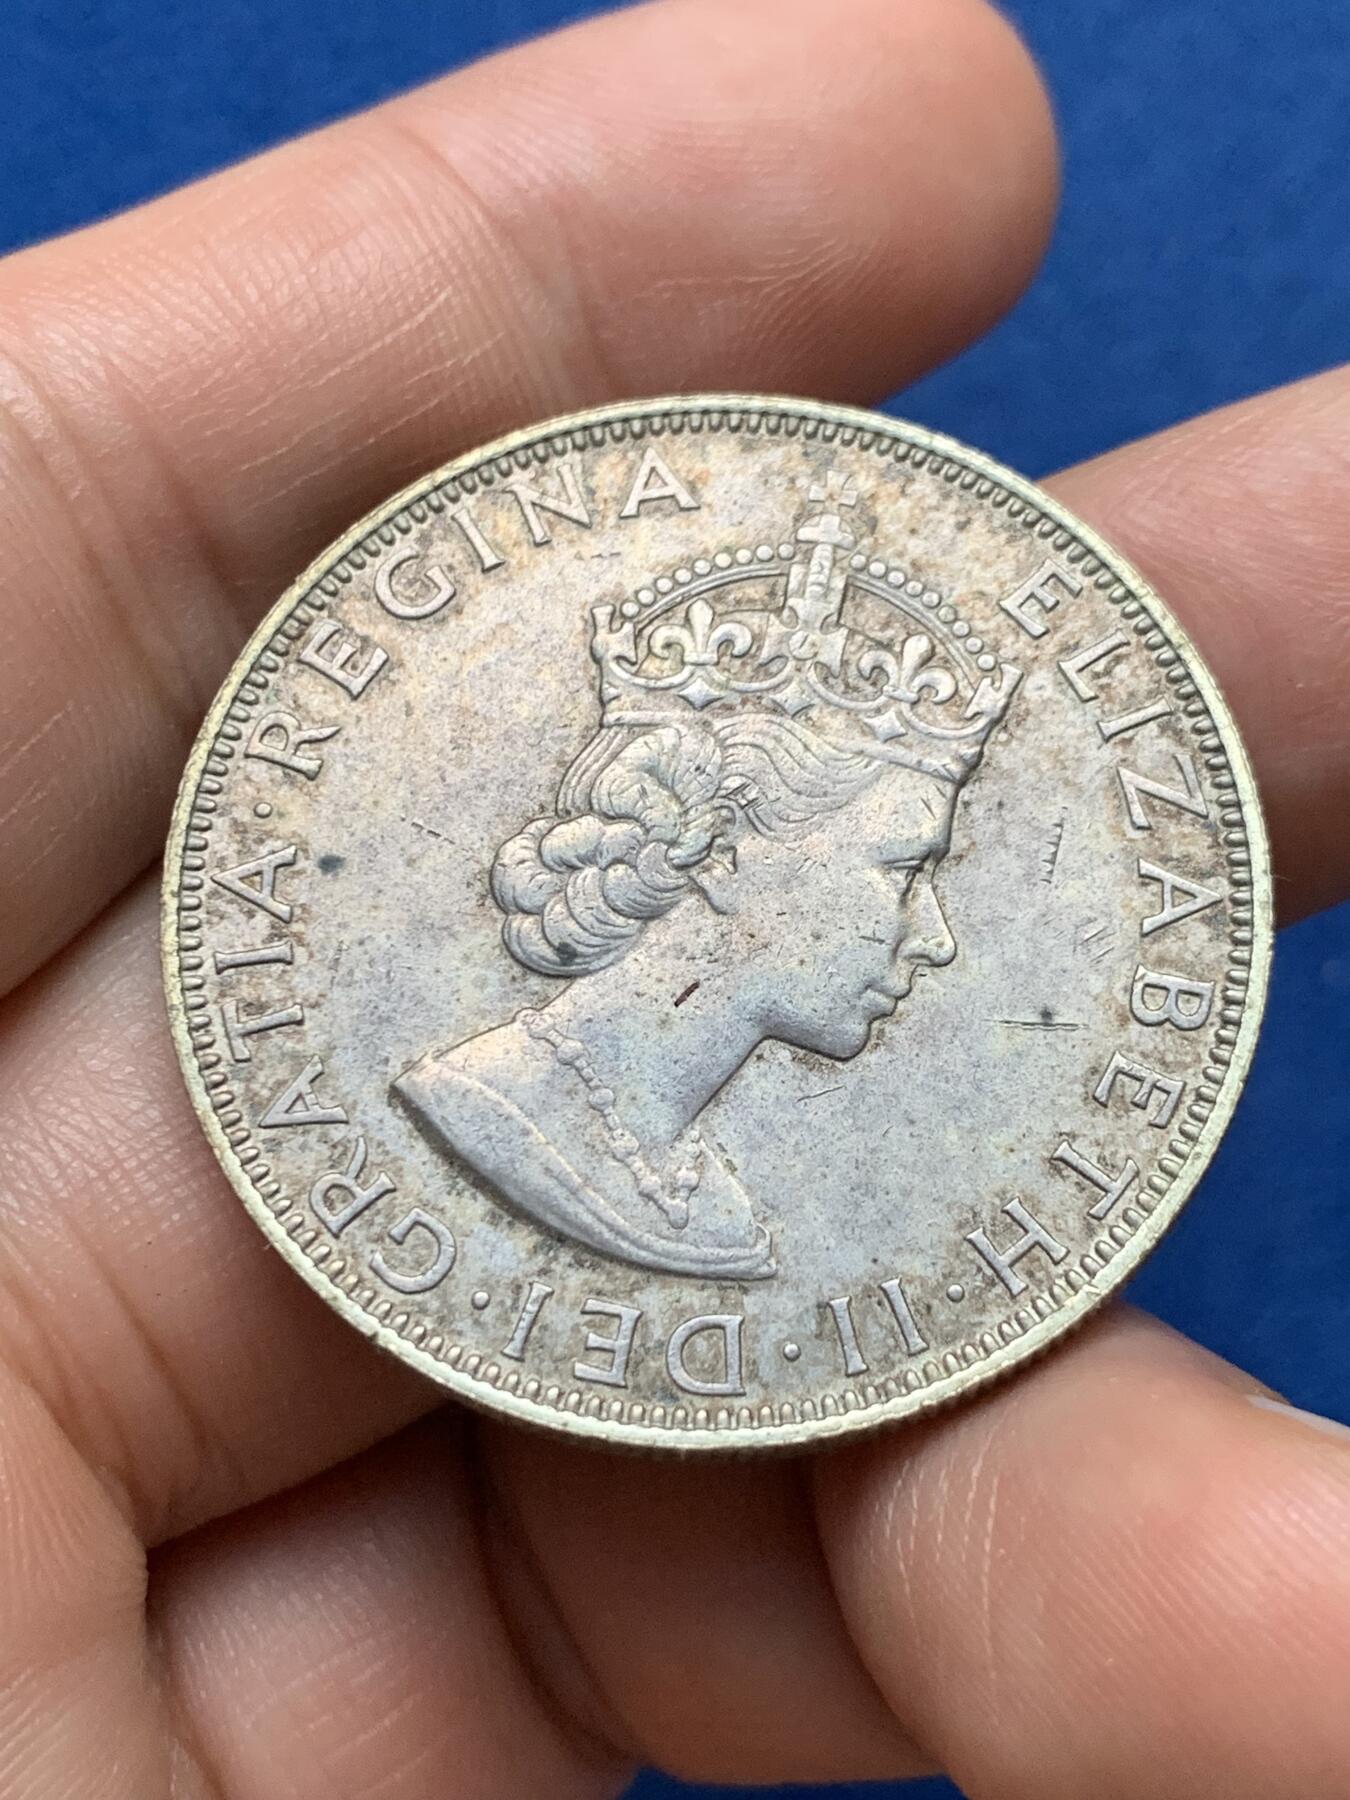 ELIZABETH · II · DEI · GRATIA · REGINA